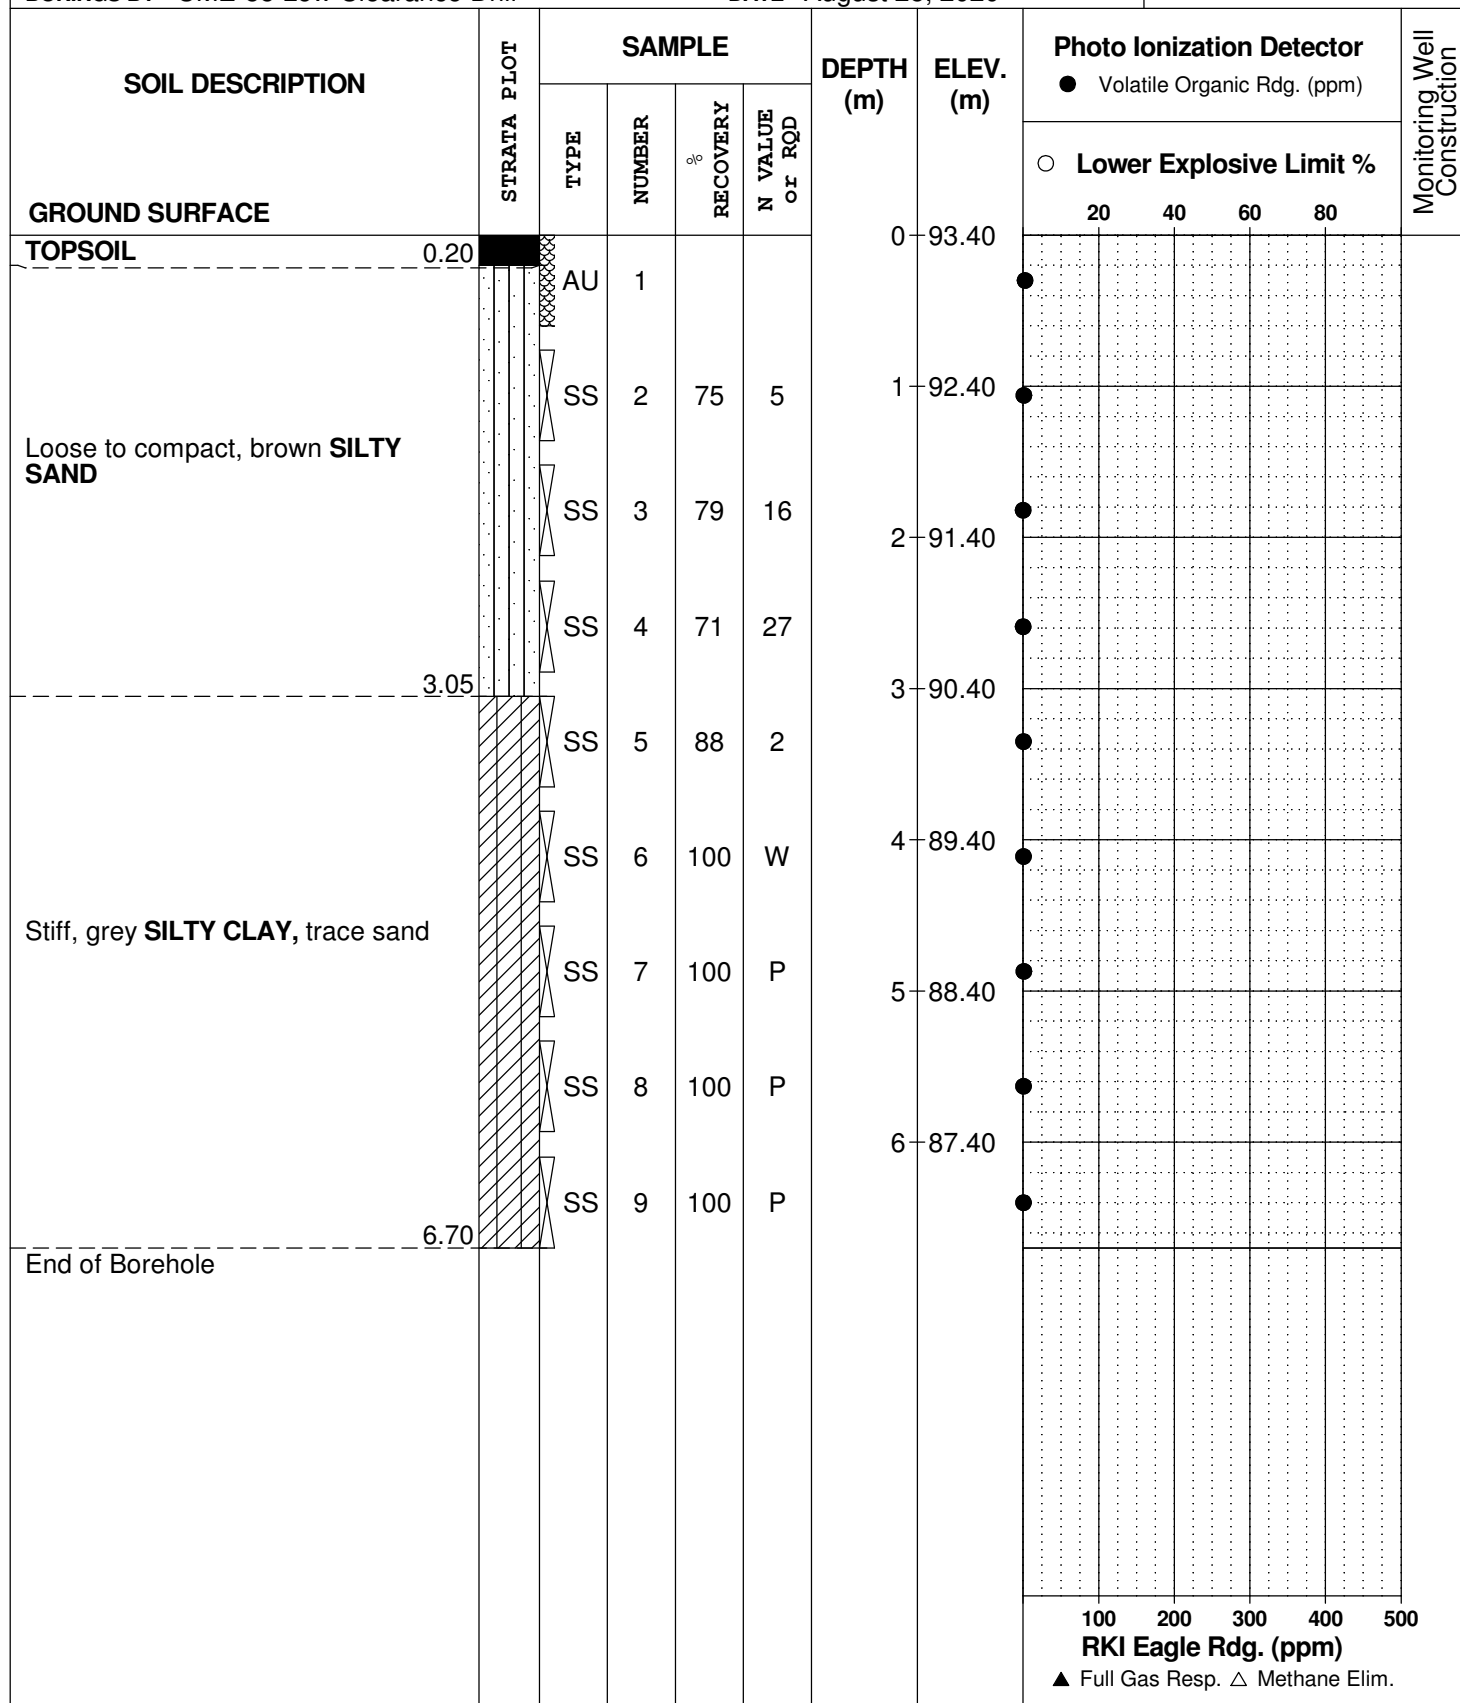 SOIL DESCRIPTION
GROUND SURFACE
STRATA PLOT
SAMPLE
TYPE
NUMBER
% RECOVERY
N VALUE or RQD
DEPTH (m)
ELEV. (m)
Photo Ionization Detector
● Volatile Organic Rdg. (ppm)
○ Lower Explosive Limit %
20 40 60 80
Monitoring Well
Construction
TOPSOIL 0.20
0 93.40
AU 1
SS 2 75 5
1 92.40
Loose to compact, brown SILTY
SAND
SS 3 79 16
2 91.40
SS 4 71 27
3.05
3 90.40
SS 5 88 2
4 89.40
SS 6 100 W
Stiff, grey SILTY CLAY, trace sand
SS 7 100 P
5 88.40
SS 8 100 P
6 87.40
SS 9 100 P
6.70
End of Borehole
100 200 300 400 500
RKI Eagle Rdg. (ppm)
▲ Full Gas Resp. △ Methane Elim.